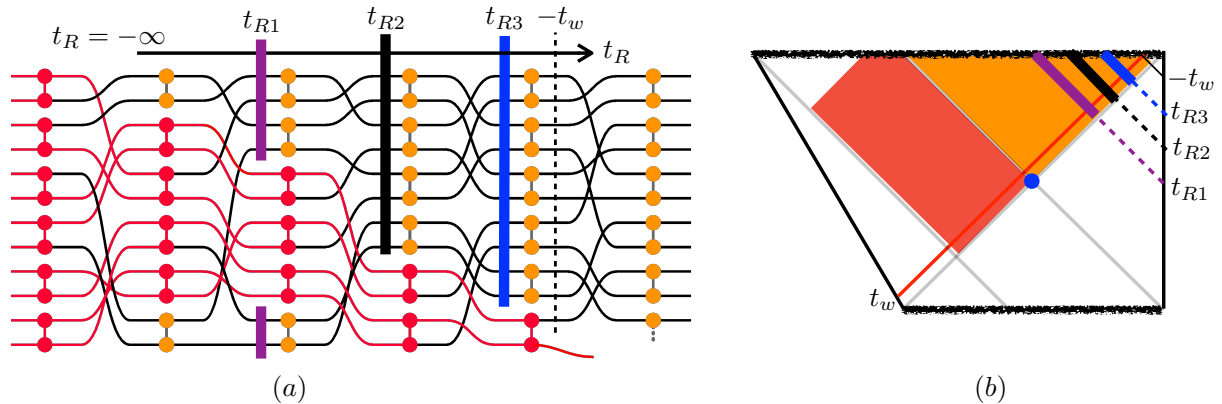 t_{R1} t_{R2} t_{R3} -t_w
t_R = -∞
t_R
(a)
-t_w
t_{R3}
t_{R2}
t_{R1}
t_w
(b)